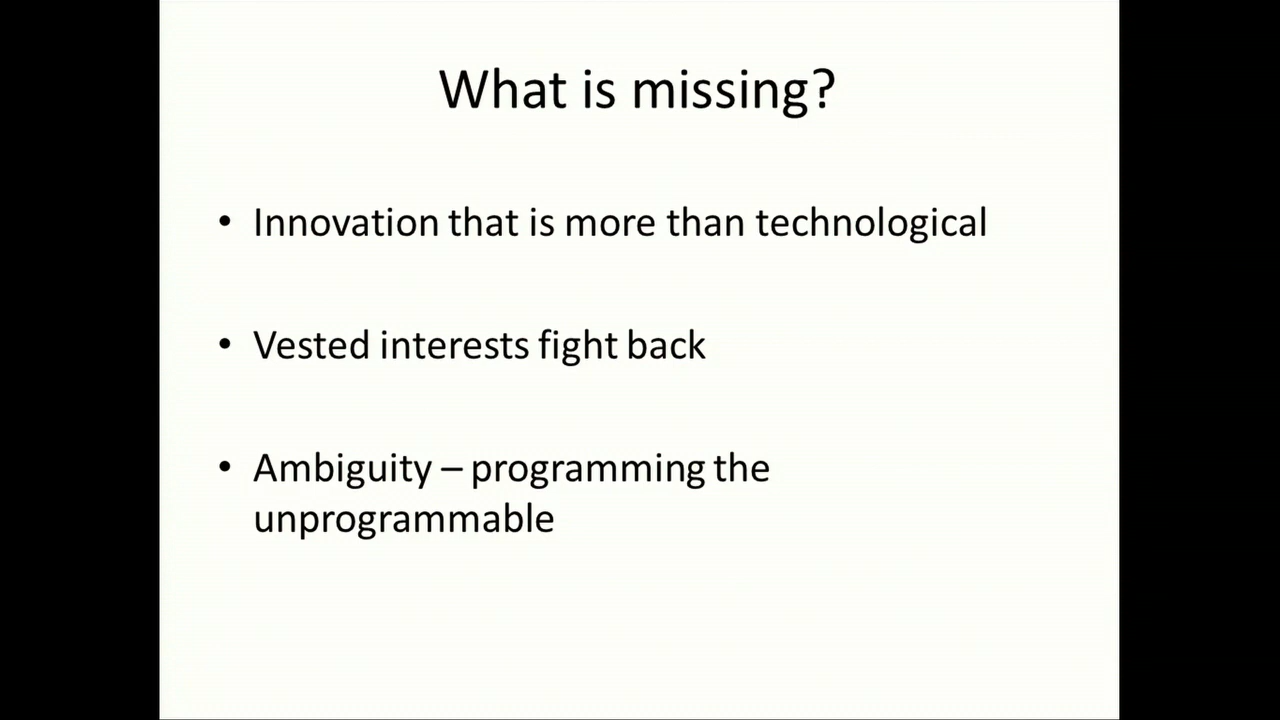 What is missing?
• Innovation that is more than technological
• Vested interests fight back
• Ambiguity – programming the
unprogrammable